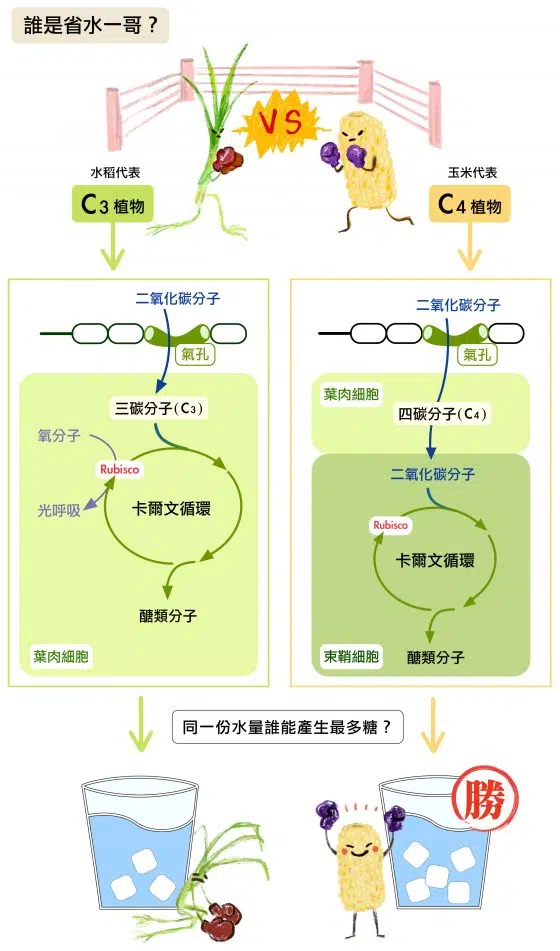 誰是省水一哥？
VS
水稻代表
C3植物
玉米代表
C4植物
二氧化碳分子
氣孔
三碳分子(C3)
氧分子
Rubisco
光呼吸
卡爾文循環
醣類分子
葉肉細胞
二氧化碳分子
氣孔
葉肉細胞
四碳分子(C4)
二氧化碳分子
Rubisco
卡爾文循環
束鞘細胞
醣類分子
同一份水量誰能產生最多糖？
勝